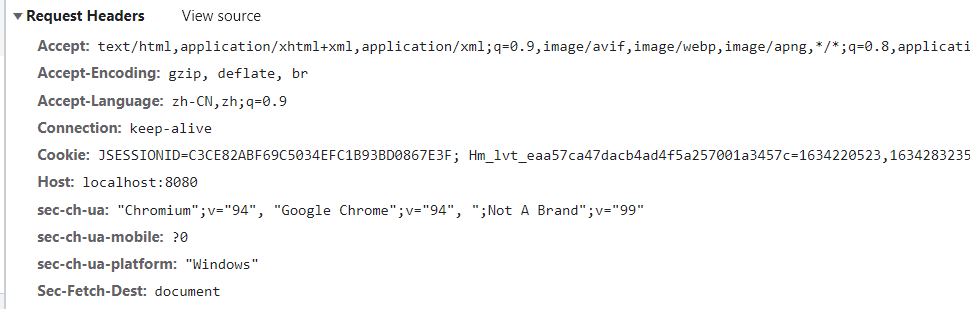 ▼Request Headers View source
Accept: text/html,application/xhtml+xml,application/xml;q=0.9,image/avif,image/webp,image/apng,*/*;q=0.8,applicati
Accept-Encoding: gzip, deflate, br
Accept-Language: zh-CN,zh;q=0.9
Connection: keep-alive
Cookie: JSESSIONID=C3CE82ABF69C5034EFC1B93BD0867E3F; Hm_lvt_eaa57ca47dacb4ad4f5a257001a3457c=1634220523,1634283235
Host: localhost:8080
sec-ch-ua: "Chromium";v="94", "Google Chrome";v="94", ";Not A Brand";v="99"
sec-ch-ua-mobile: ?0
sec-ch-ua-platform: "Windows"
Sec-Fetch-Dest: document